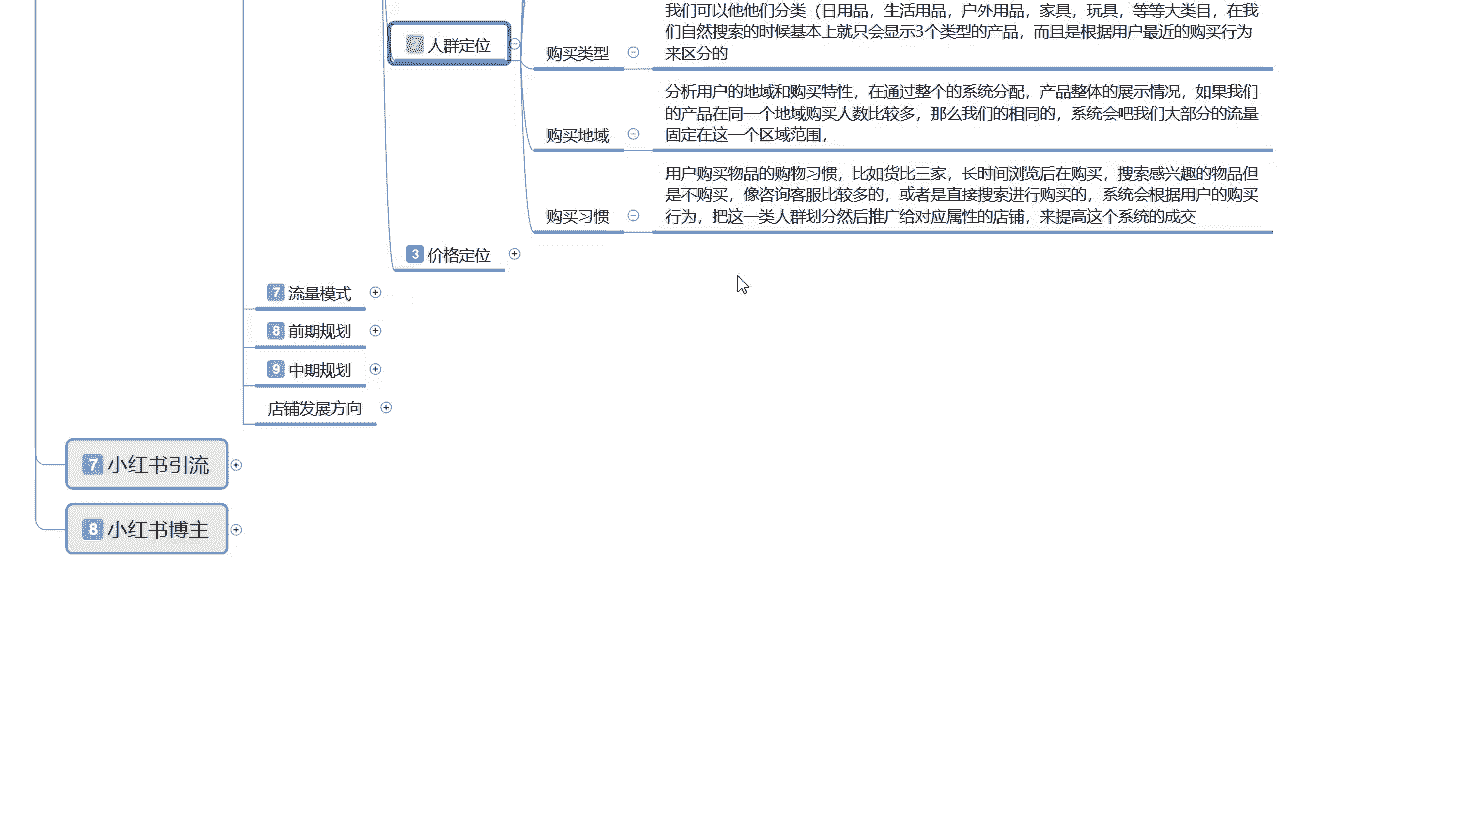 我们可以他他们分类（日用品，生活用品，户外用品，家具，玩具，等等大类目，在我
们自然搜索的时候基本上就只会显示3个类型的产品，而且是根据用户最近的购买行为
来区分的
人群定位
购买类型
分析用户的地域和购买特性，在通过整个的系统分配，产品整体的展示情况，如果我们
的产品在同一个地域购买人数比较多，那么我们的相同的，系统会吧我们大部分的流量
固定在这一个区域范围，
购买地域
用户购买物品的购物习惯，比如货比三家，长时间浏览后在购买，搜索感兴趣的物品但
是不购买，像咨询客服比较多的，或者是直接搜索进行购买的，系统会根据用户的购买
行为，把这一类人群划分然后推广给对应属性的店铺，来提高这个系统的成交
购买习惯
3 价格定位
7 流量模式
8 前期规划
9 中期规划
店铺发展方向
7 小红书引流
8 小红书博主